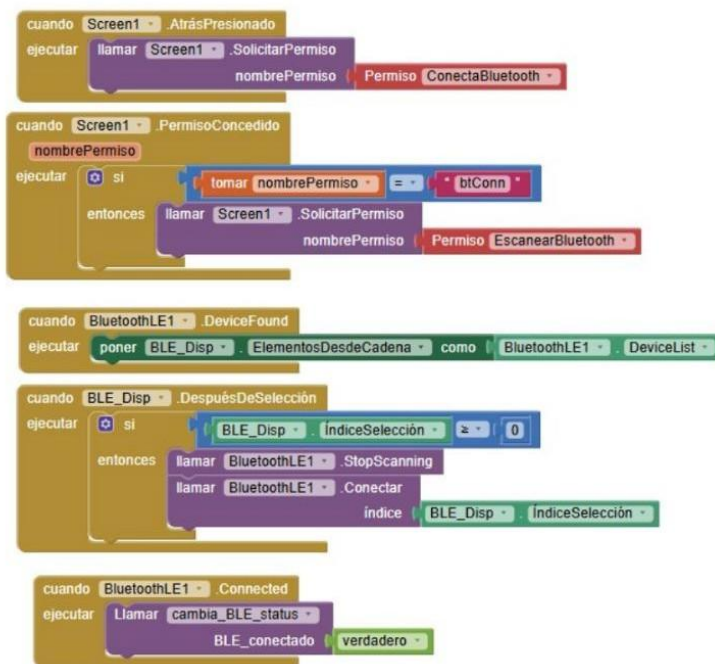 cuando Screen1 .AtrásPresionado
ejecutar llamar Screen1 .SolicitarPermiso
nombrePermiso Permiso ConectaBluetooth
cuando Screen1 .PermisoConcedido
nombrePermiso
ejecutar si tomar nombrePermiso = " btConn "
entonces llamar Screen1 .SolicitarPermiso
nombrePermiso Permiso EscanearBluetooth
cuando BluetoothLE1 .DeviceFound
ejecutar poner BLE_Disp . ElementosDesdeCadena como BluetoothLE1 . DeviceList
cuando BLE_Disp .DespuésDeSelección
ejecutar si BLE_Disp . ÍndiceSelección ≥ 0
entonces llamar BluetoothLE1 .StopScanning
llamar BluetoothLE1 .Conectar
índice BLE_Disp . ÍndiceSelección
cuando BluetoothLE1 .Connected
ejecutar Llamar cambia_BLE_status
BLE_conectado verdadero